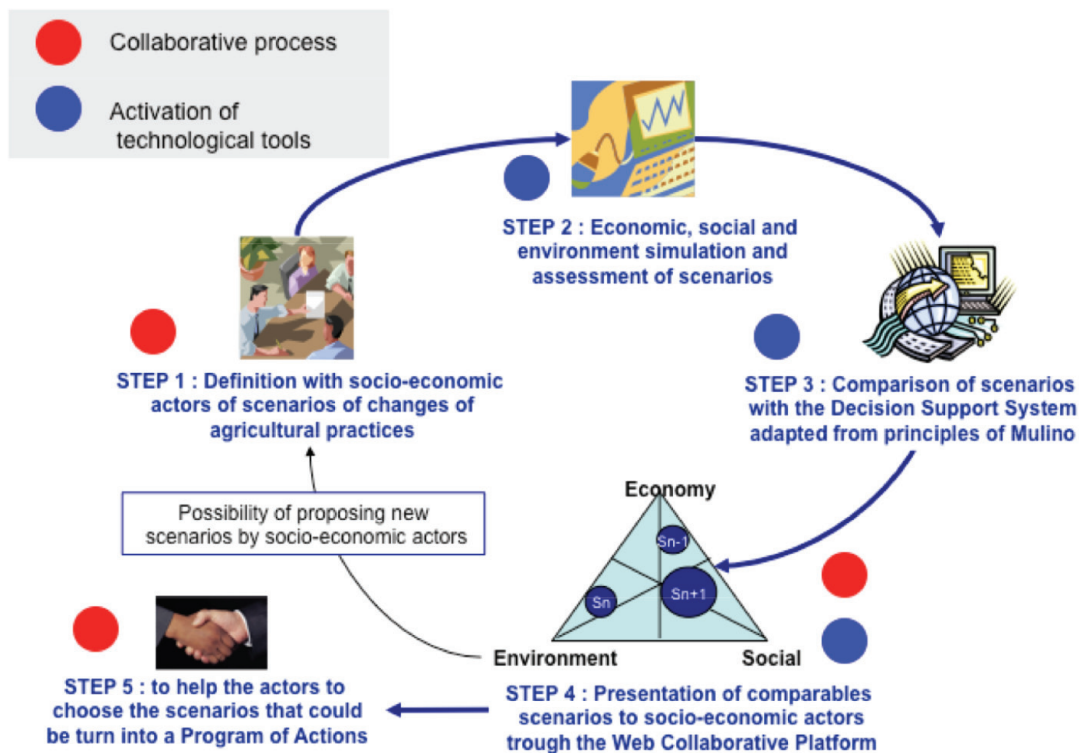 Collaborative process
Activation of
technological tools
STEP 2 : Economic, social and
environment simulation and
assessment of scenarios
STEP 1 : Definition with socio-economic
actors of scenarios of changes of
agricultural practices
STEP 3 : Comparison of scenarios
with the Decision Support System
adapted from principles of Mulino
Possibility of proposing new
scenarios by socio-economic actors
Economy
Sn-1
Sn
Sn+1
Environment
Social
STEP 4 : Presentation of comparables
scenarios to socio-economic actors
trough the Web Collaborative Platform
STEP 5 : to help the actors to
choose the scenarios that could
be turn into a Program of Actions